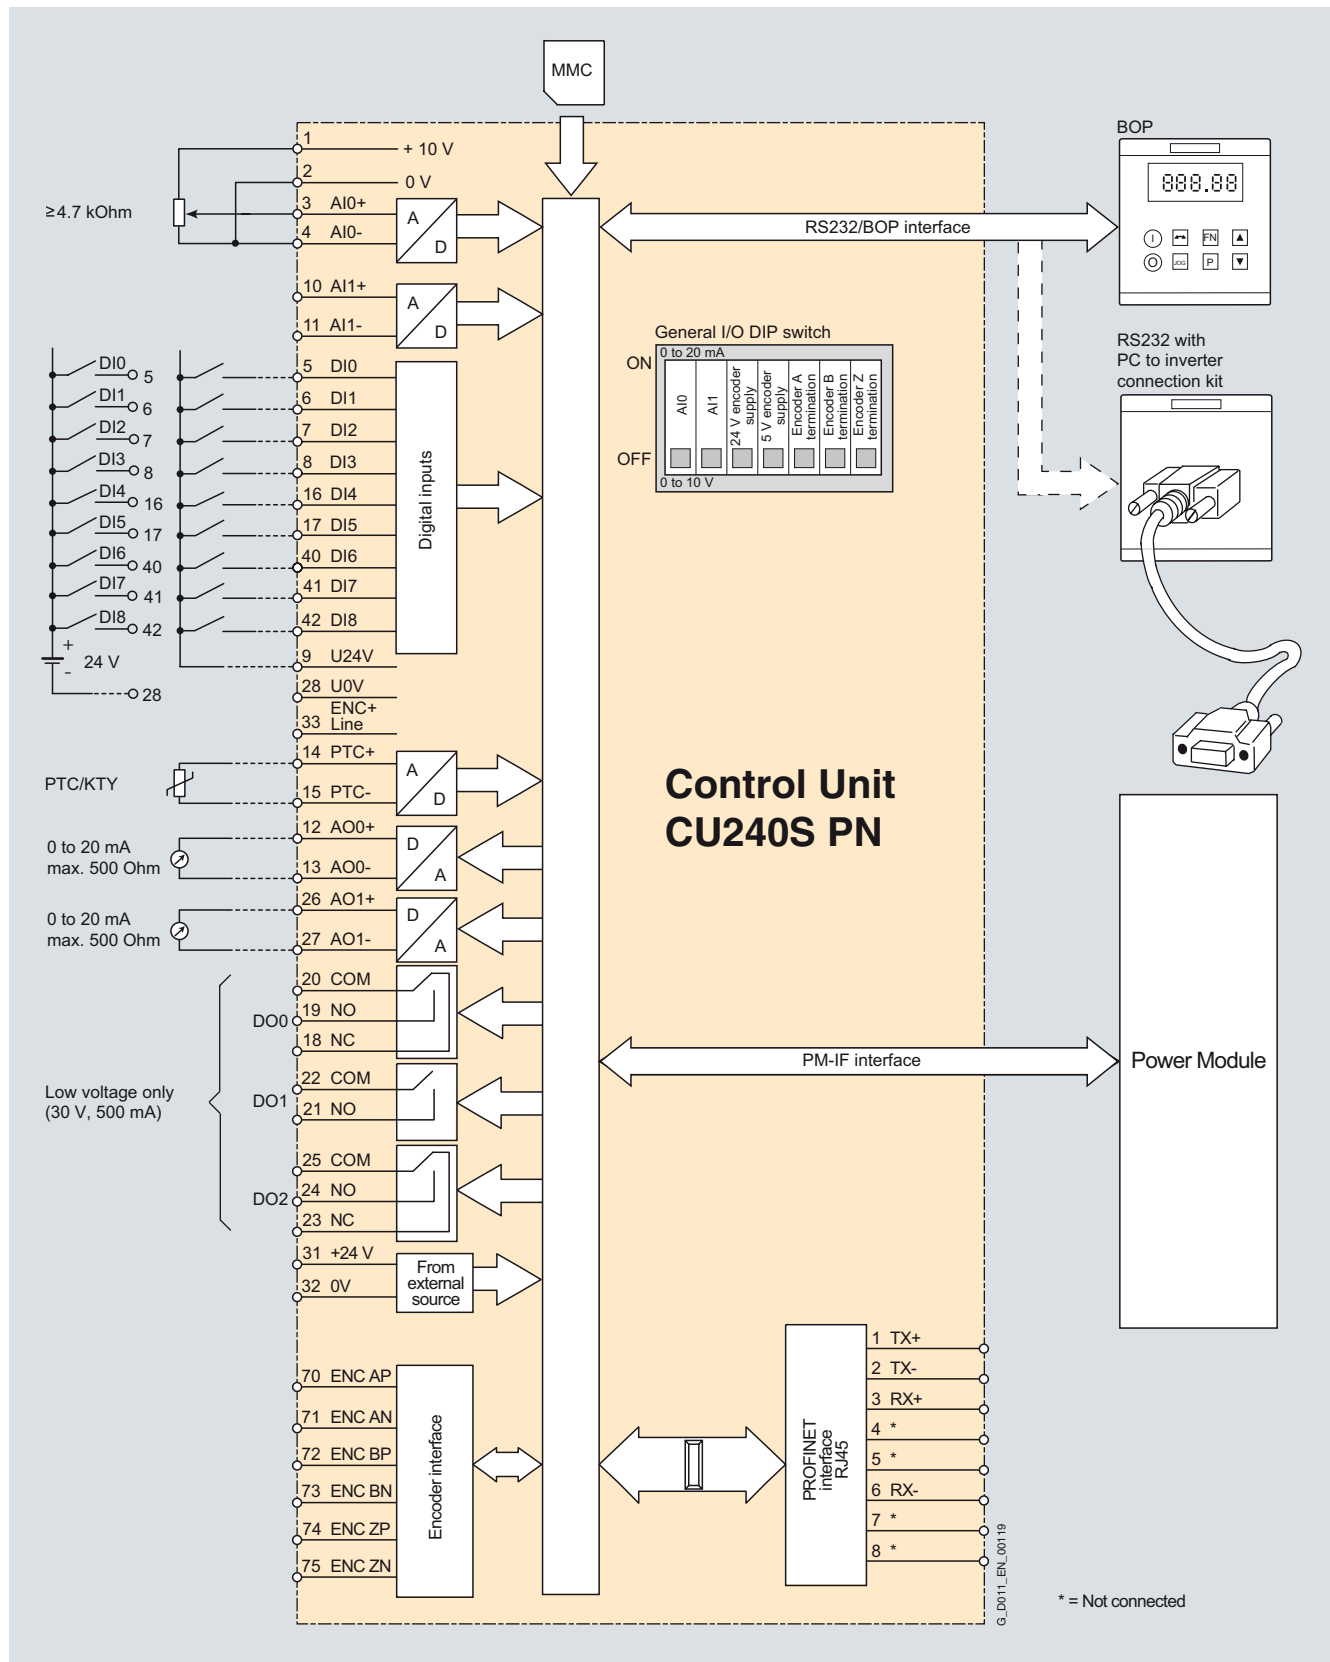 MMC
BOP
888.88
FN
JOG
P
1
+ 10 V
2
0 V
≥4.7 kOhm
3 AI0+
4 AI0-
A
D
RS232/BOP interface
10 AI1+
11 AI1-
A
D
General I/O DIP switch
ON
0 to 20 mA
AI0
AI1
24 V encoder
supply
5 V encoder
supply
Encoder A
termination
Encoder B
termination
Encoder Z
termination
OFF
0 to 10 V
RS232 with
PC to inverter
connection kit
DI0 5
DI1 6
DI2 7
DI3 8
DI4 16
DI5 17
DI6 40
DI7 41
DI8 42
+
24 V
-
28
5 DI0
6 DI1
7 DI2
8 DI3
16 DI4
17 DI5
40 DI6
41 DI7
42 DI8
Digital inputs
9 U24V
28 U0V
ENC+
33 Line
PTC/KTY
14 PTC+
15 PTC-
A
D
Control Unit
CU240S PN
0 to 20 mA
max. 500 Ohm
12 AO0+
13 AO0-
D
A
0 to 20 mA
max. 500 Ohm
26 AO1+
27 AO1-
D
A
Low voltage only
(30 V, 500 mA)
DO0
20 COM
19 NO
18 NC
DO1
22 COM
21 NO
DO2
25 COM
24 NO
23 NC
PM-IF interface
Power Module
31 +24 V
32 0V
From
external
source
70 ENC AP
71 ENC AN
72 ENC BP
73 ENC BN
74 ENC ZP
75 ENC ZN
Encoder interface
PROFINET
interface
RJ45
1 TX+
2 TX-
3 RX+
4 *
5 *
6 RX-
7 *
8 *
G_D011_EN_00119
* = Not connected